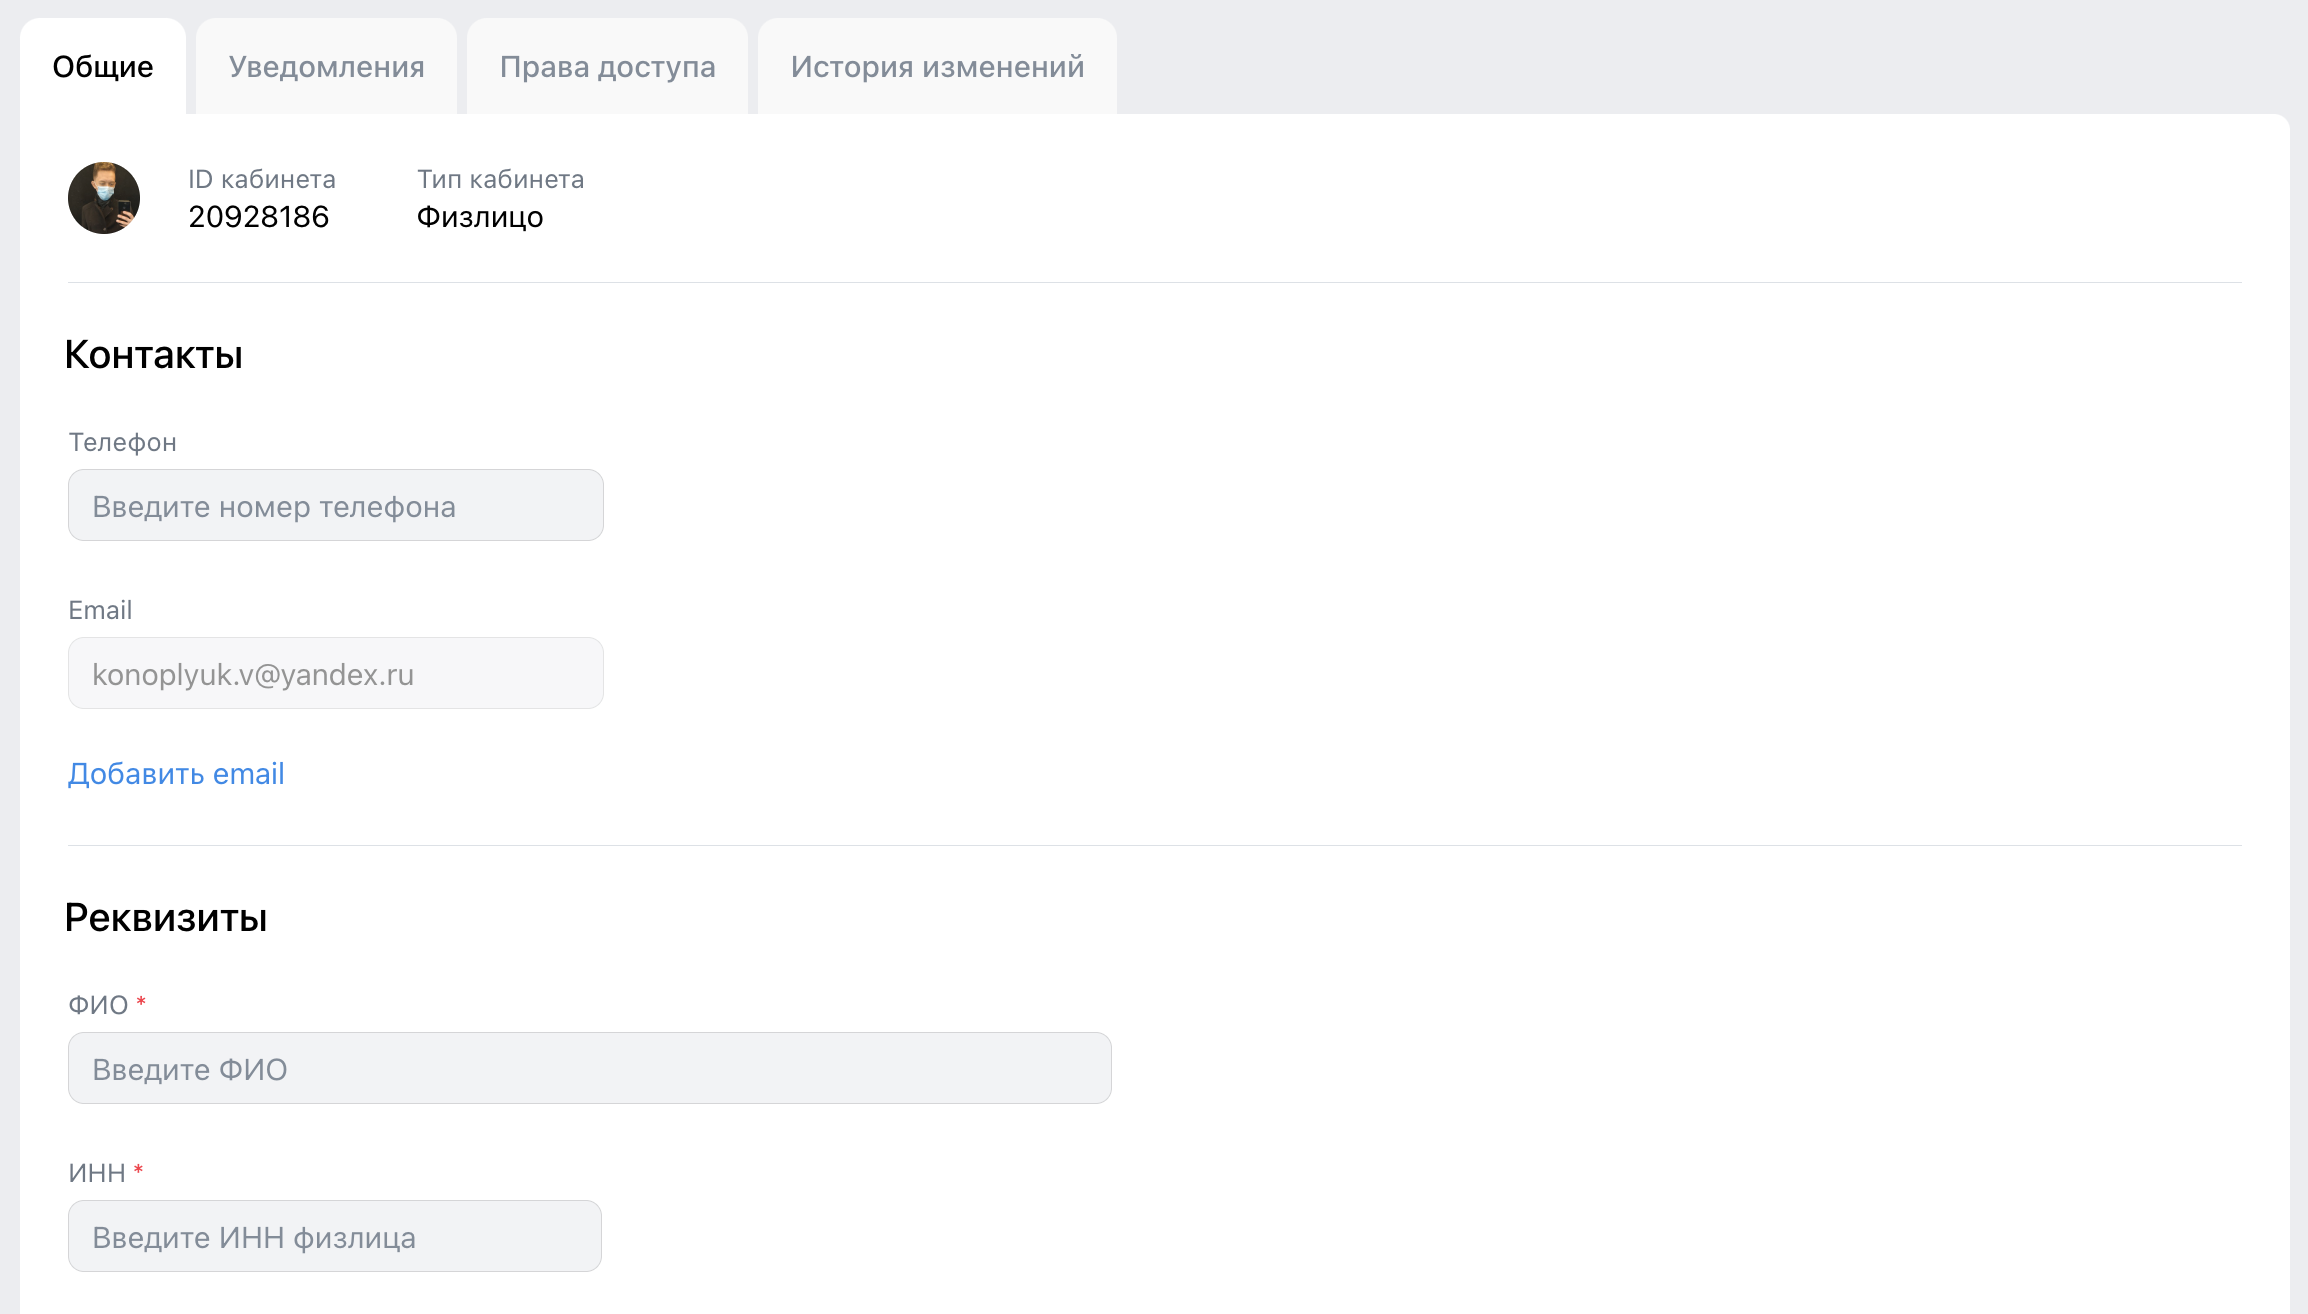 Общие Уведомления Права доступа История изменений
ID кабинета Тип кабинета
20928186 Физлицо
Контакты
Телефон
Введите номер телефона
Email
konoplyuk.v@yandex.ru
Добавить email
Реквизиты
ФИО *
Введите ФИО
ИНН *
Введите ИНН физлица